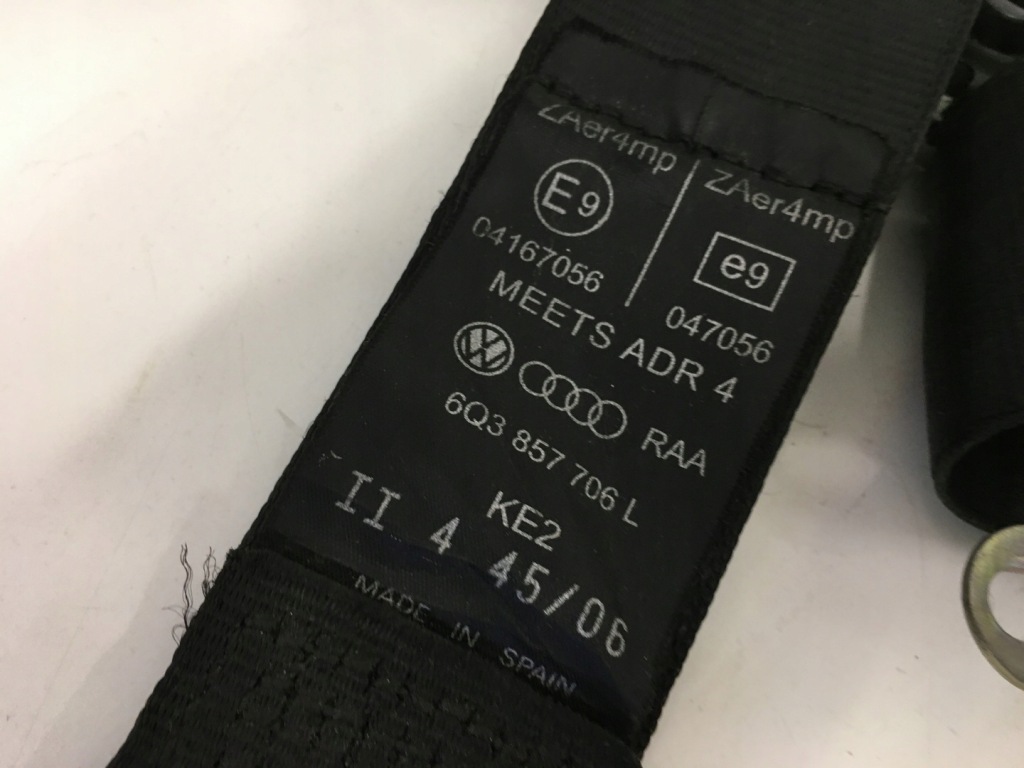 ZAer4mp
E9
04167056
ZAer4mp
e9
047056
MEETS ADR 4
RAA
6Q3 857 706 L
KE2
II 4 45/06
MADE IN SPAIN